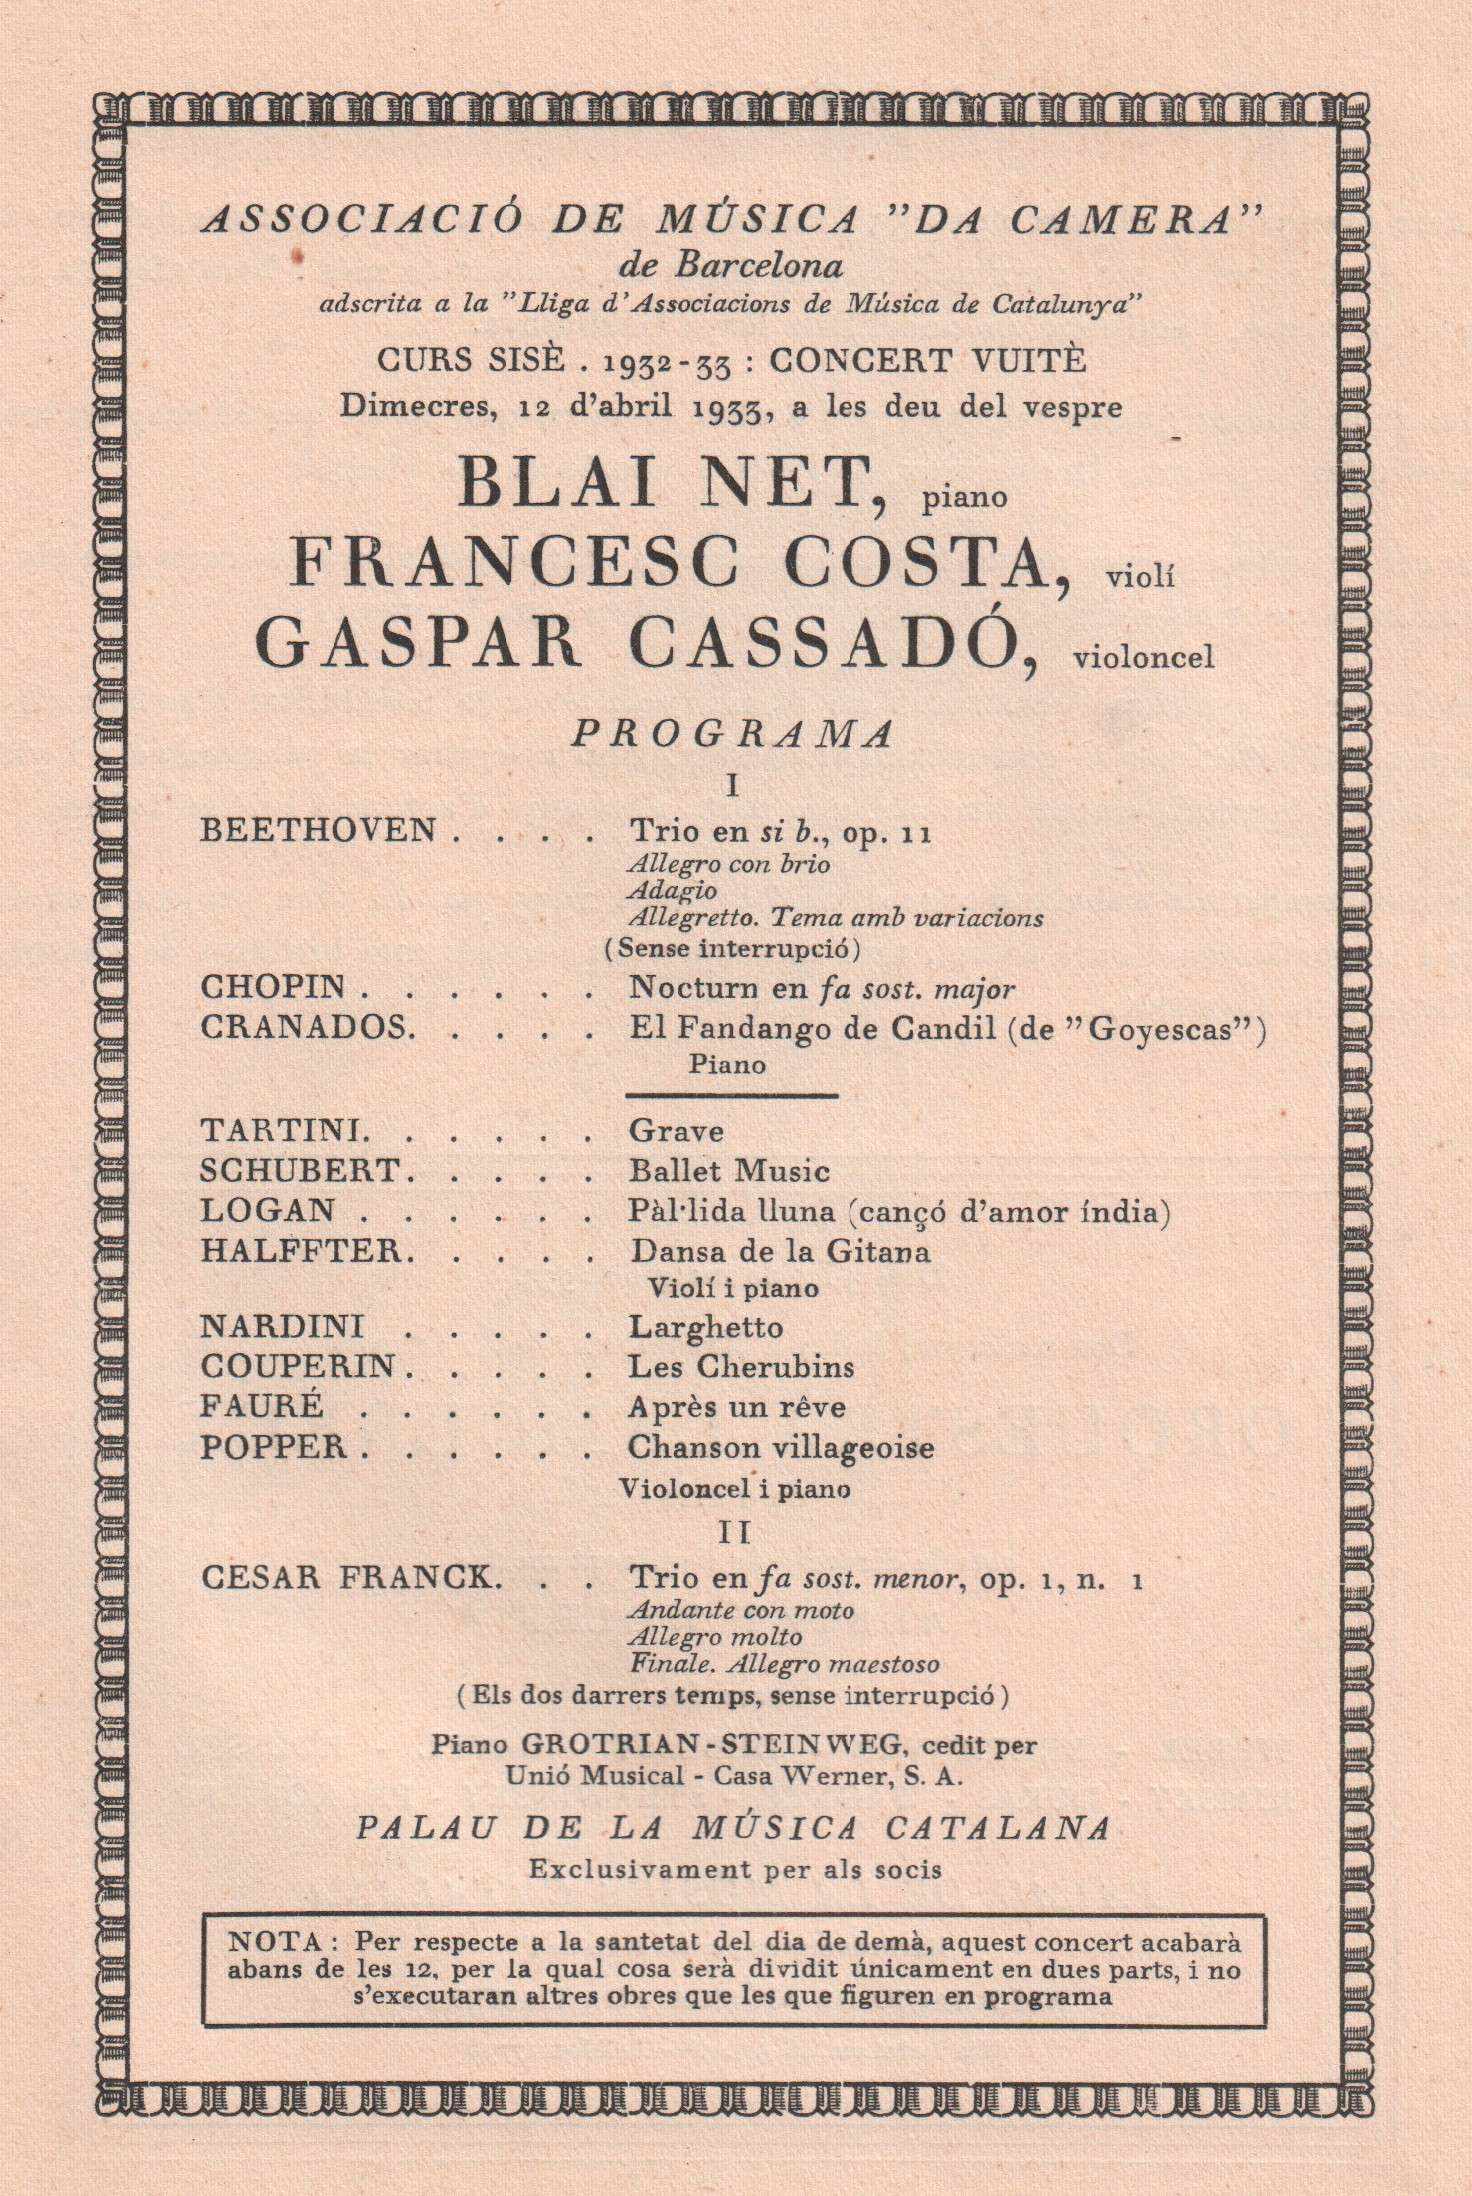 ASSOCIACIÓ DE MÚSICA "DA CAMERA"
de Barcelona
adscrita a la "Lliga d'Associacions de Música de Catalunya"
CURS SISÈ . 1932-33 : CONCERT VUITÈ
Dimecres, 12 d'abril 1933, a les deu del vespre
BLAI NET, piano
FRANCESC COSTA, violí
GASPAR CASSADÓ, violoncel
PROGRAMA
I
BEETHOVEN . . . . Trio en si b., op. 11
Allegro con brio
Adagio
Allegretto. Tema amb variacions
(Sense interrupció)
CHOPIN . . . . . . Nocturn en fa sost. major
CRANADOS. . . . . El Fandango de Candil (de "Goyescas")
Piano
TARTINI. . . . . . Grave
SCHUBERT. . . . . Ballet Music
LOGAN . . . . . . Pàl·lida lluna (cançó d'amor índia)
HALFFTER. . . . . Dansa de la Gitana
Violí i piano
NARDINI . . . . . Larghetto
COUPERIN. . . . . Les Cherubins
FAURÉ . . . . . . Après un rêve
POPPER . . . . . . Chanson villageoise
Violoncel i piano
II
CESAR FRANCK. . . Trio en fa sost. menor, op. 1, n. 1
Andante con moto
Allegro molto
Finale. Allegro maestoso
(Els dos darrers temps, sense interrupció)
Piano GROTRIAN-STEINWEG, cedit per
Unió Musical - Casa Werner, S. A.
PALAU DE LA MÚSICA CATALANA
Exclusivament per als socis
NOTA: Per respecte a la santetat del dia de demà, aquest concert acabarà
abans de les 12, per la qual cosa serà dividit únicament en dues parts, i no
s'executaran altres obres que les que figuren en programa